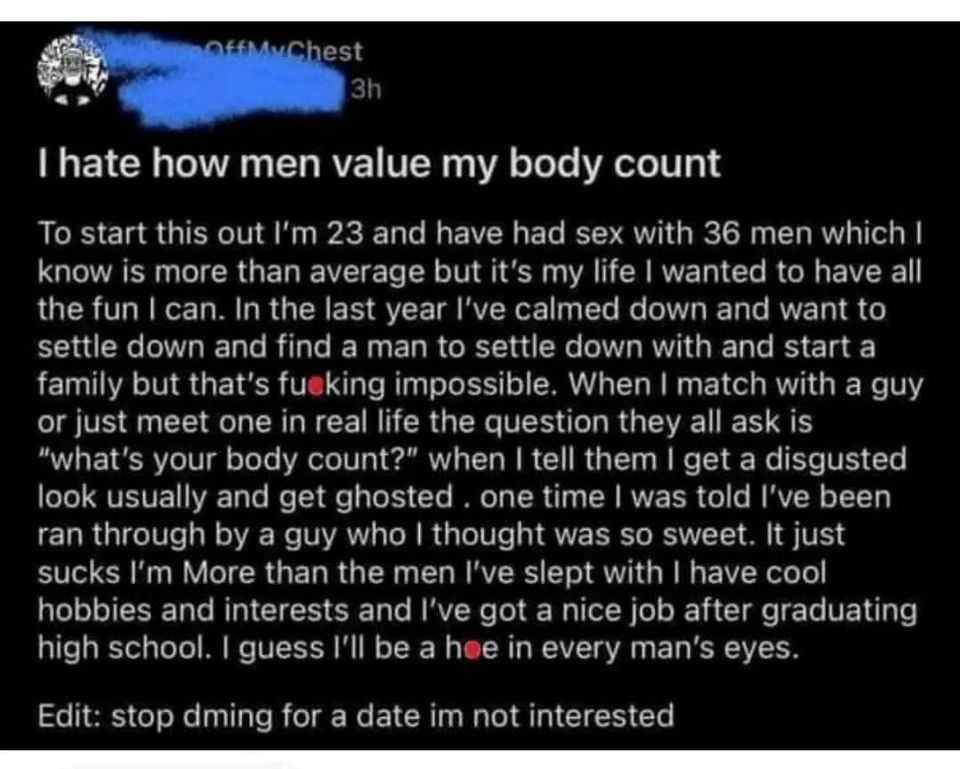 OffMyChest
3h
I hate how men value my body count
To start this out I'm 23 and have had sex with 36 men which I
know is more than average but it's my life I wanted to have all
the fun I can. In the last year I've calmed down and want to
settle down and find a man to settle down with and start a
family but that's fucking impossible. When I match with a guy
or just meet one in real life the question they all ask is
"what's your body count?" when I tell them I get a disgusted
look usually and get ghosted . one time I was told I've been
ran through by a guy who I thought was so sweet. It just
sucks I'm More than the men I've slept with I have cool
hobbies and interests and I've got a nice job after graduating
high school. I guess I'll be a hoe in every man's eyes.
Edit: stop dming for a date im not interested